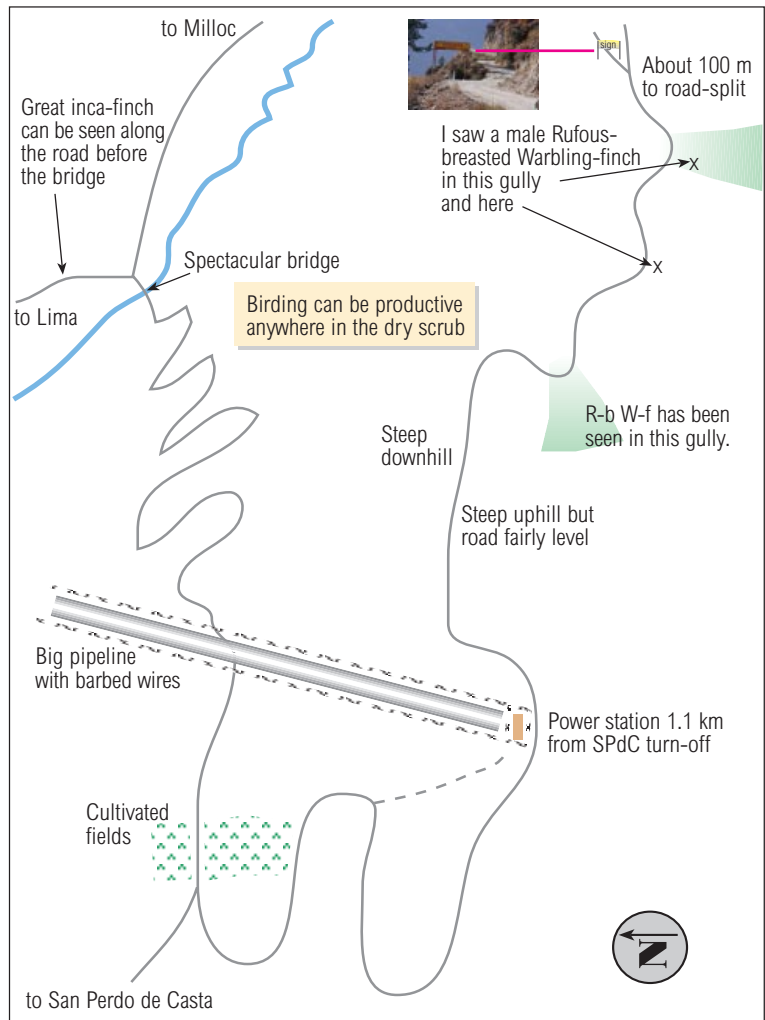 to Milloc
sign
About 100 m
to road-split
Great inca-finch
can be seen along
the road before
the bridge
I saw a male Rufous-
breasted Warbling-finch
in this gully
and here
X
X
Spectacular bridge
to Lima
Birding can be productive
anywhere in the dry scrub
R-b W-f has been
seen in this gully.
Steep
downhill
Steep uphill but
road fairly level
Big pipeline
with barbed wires
Power station 1.1 km
from SPdC turn-off
Cultivated
fields
N
to San Perdo de Casta